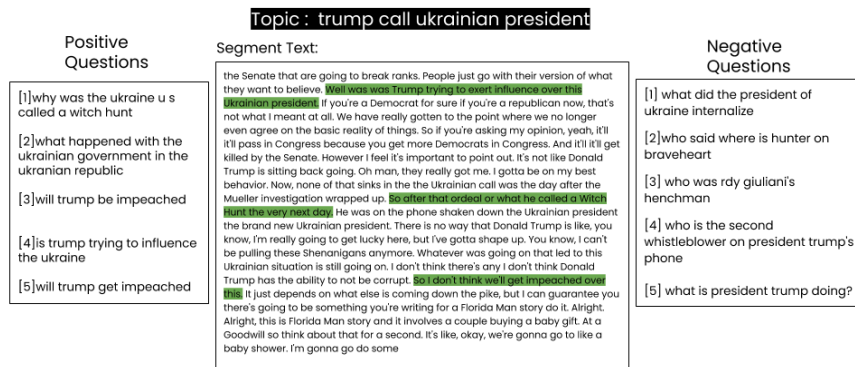 Topic : trump call ukrainian president
Positive
Questions
[1]why was the ukraine u s
called a witch hunt
[2]what happened with the
ukrainian government in the
ukranian republic
[3]will trump be impeached
[4]is trump trying to influence
the ukraine
[5]will trump get impeached
Segment Text:
the Senate that are going to break ranks. People just go with their version of what
they want to believe. Well was was Trump trying to exert influence over this
Ukrainian president. If you're a Democrat for sure if you're a republican now, that's
not what I meant at all. We have really gotten to the point where we no longer
even agree on the basic reality of things. So if you're asking my opinion, yeah, it'll
it'll pass in Congress because you get more Democrats in Congress. And it'll it'll get
killed by the Senate. However I feel it's important to point out. It's not like Donald
Trump is sitting back going. Oh man, they really got me. I gotta be on my best
behavior. Now, none of that sinks in the the Ukrainian call was the day after the
Mueller investigation wrapped up. So after that ordeal or what he called a Witch
Hunt the very next day. He was on the phone shaken down the Ukrainian president
the brand new Ukrainian president. There is no way that Donald Trump is like, you
know, I'm really going to get lucky here, but I've gotta shape up. You know, I can't
be pulling these Shenanigans anymore. Whatever was going on that led to this
Ukrainian situation is still going on. I don't think there's any I don't think Donald
Trump has the ability to not be corrupt. So I don't think we'll get impeached over
this. It just depends on what else is coming down the pike, but I can guarantee you
there's going to be something you're writing for a Florida Man story do it. Alright.
Alright, this is Florida Man story and it involves a couple buying a baby gift. At a
Goodwill so think about that for a second. It's like, okay, we're gonna go to like a
baby shower. I'm gonna go do some
Negative
Questions
[1] what did the president of
ukraine internalize
[2]who said where is hunter on
braveheart
[3] who was rdy giuliani's
henchman
[4] who is the second
whistleblower on president trump's
phone
[5] what is president trump doing?